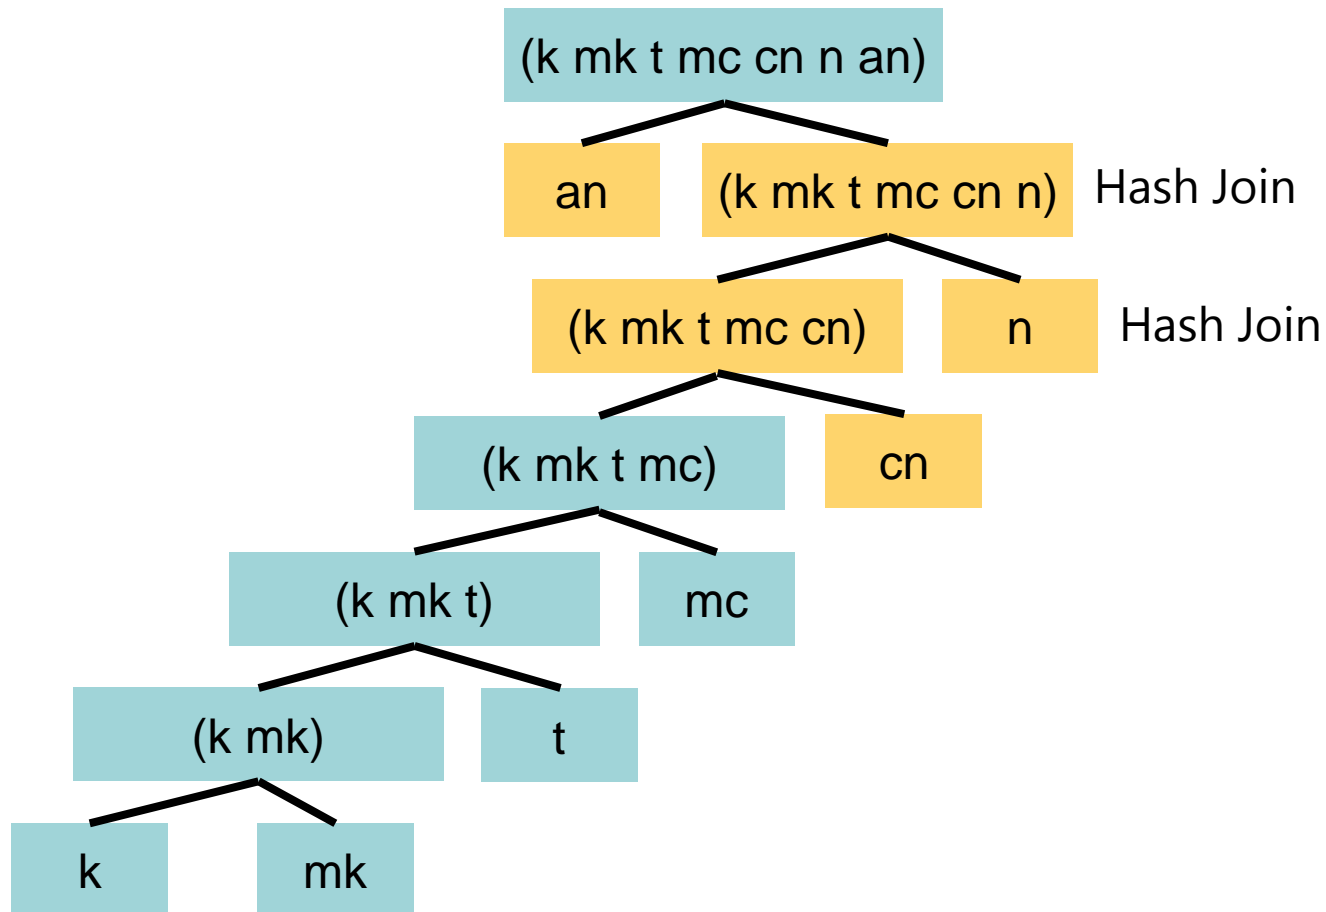 (k mk t mc cn n an)
an
(k mk t mc cn n)
Hash Join
(k mk t mc cn)
n
Hash Join
(k mk t mc)
cn
(k mk t)
mc
(k mk)
t
k
mk